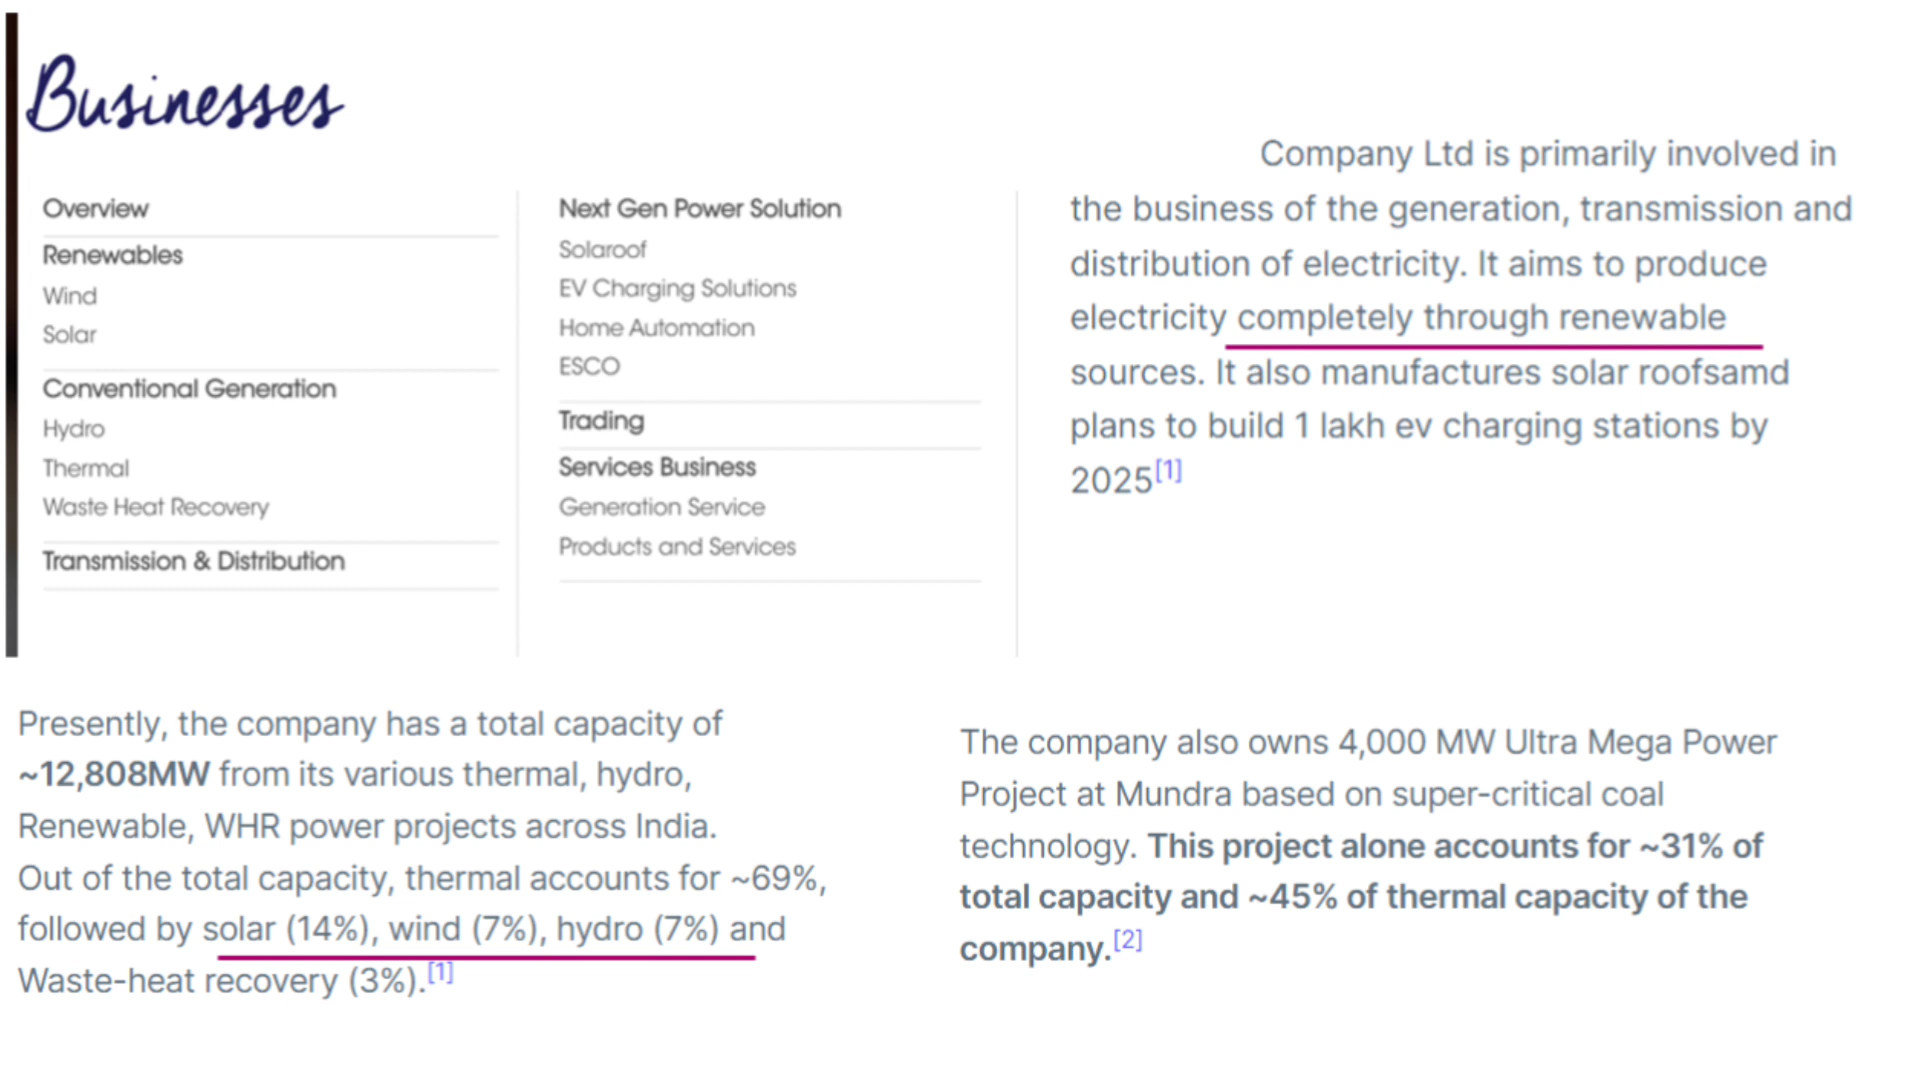 Businesses
Overview
Renewables
Wind
Solar
Conventional Generation
Hydro
Thermal
Waste Heat Recovery
Transmission & Distribution
Next Gen Power Solution
Solaroof
EV Charging Solutions
Home Automation
ESCO
Trading
Services Business
Generation Service
Products and Services
Company Ltd is primarily involved in
the business of the generation, transmission and
distribution of electricity. It aims to produce
electricity completely through renewable
sources. It also manufactures solar roofsamd
plans to build 1 lakh ev charging stations by
2025[1]
Presently, the company has a total capacity of
~12,808MW from its various thermal, hydro,
Renewable, WHR power projects across India.
Out of the total capacity, thermal accounts for ~69%,
followed by solar (14%), wind (7%), hydro (7%) and
Waste-heat recovery (3%).[1]
The company also owns 4,000 MW Ultra Mega Power
Project at Mundra based on super-critical coal
technology. This project alone accounts for ~31% of
total capacity and ~45% of thermal capacity of the
company.[2]